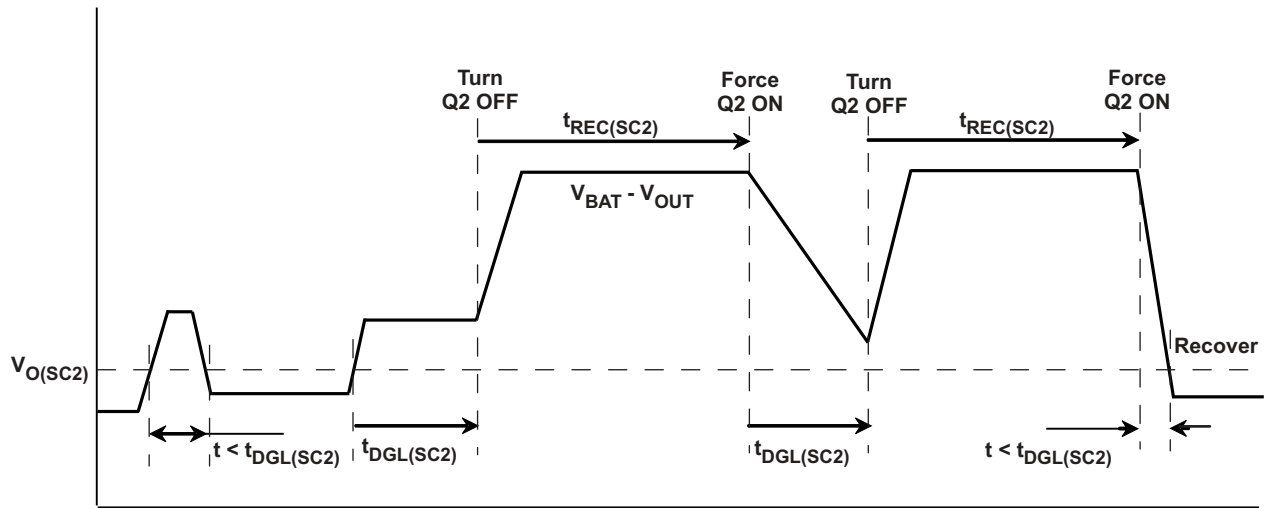 Turn
Q2 OFF
Force
Q2 ON
Turn
Q2 OFF
Force
Q2 ON
tREC(SC2)
tREC(SC2)
VBAT - VOUT
VO(SC2)
Recover
t < tDGL(SC2)
tDGL(SC2)
tDGL(SC2)
t < tDGL(SC2)